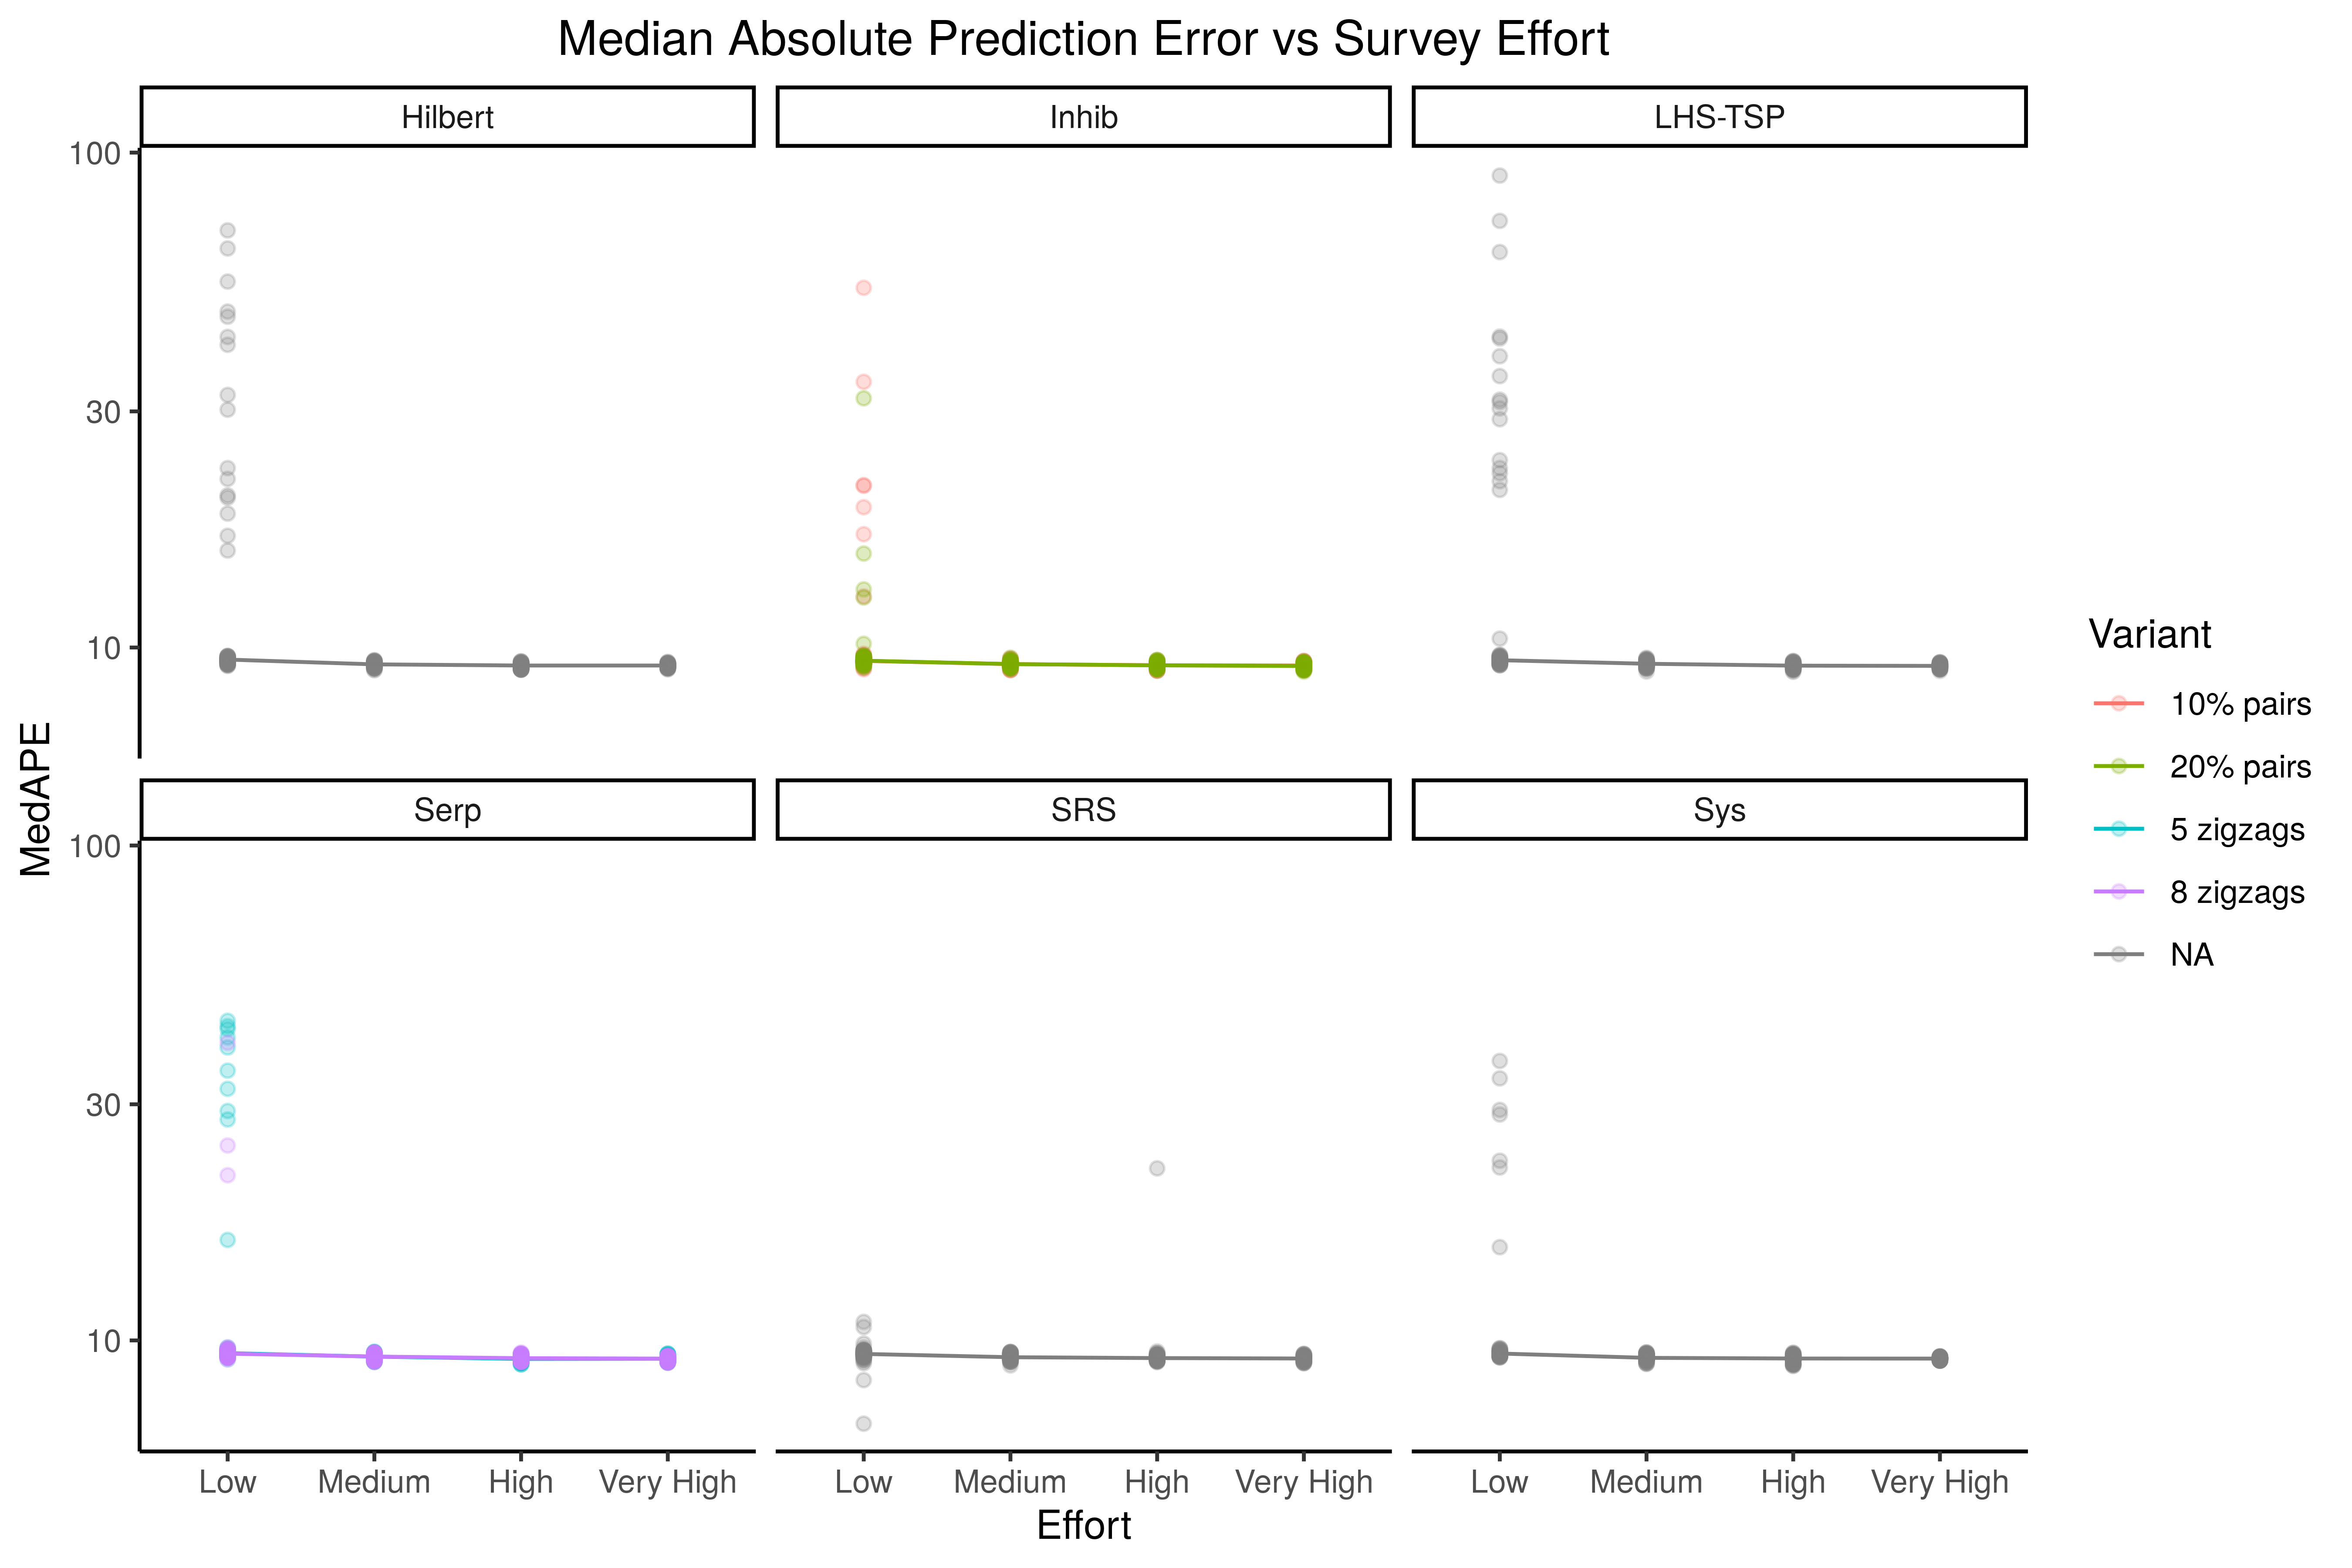 Median Absolute Prediction Error vs Survey Effort
Hilbert
Inhib
LHS-TSP
100
30
10
Serp
SRS
Sys
100
30
10
MedAPE
Low Medium High Very High
Low Medium High Very High
Low Medium High Very High
Effort
Variant
10% pairs
20% pairs
5 zigzags
8 zigzags
NA